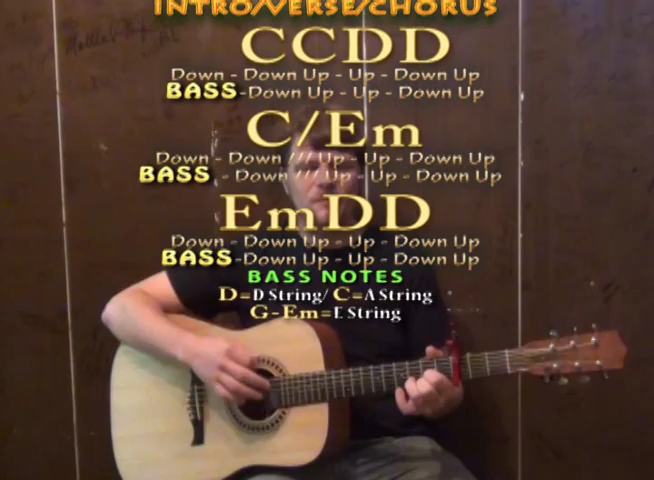 INTRO/VERSE/CHORUS
CCDD
Down - Down Up - Up - Down Up
BASS-Down Up - Up - Down Up
C/Em
Down - Down /// Up - Up - Down Up
BASS - Down /// Up - Up - Down Up
EmDD
Down - Down Up - Up - Down Up
BASS-Down Up - Up - Down Up
BASS NOTES
D=D String/ C=A String
G-Em=E String